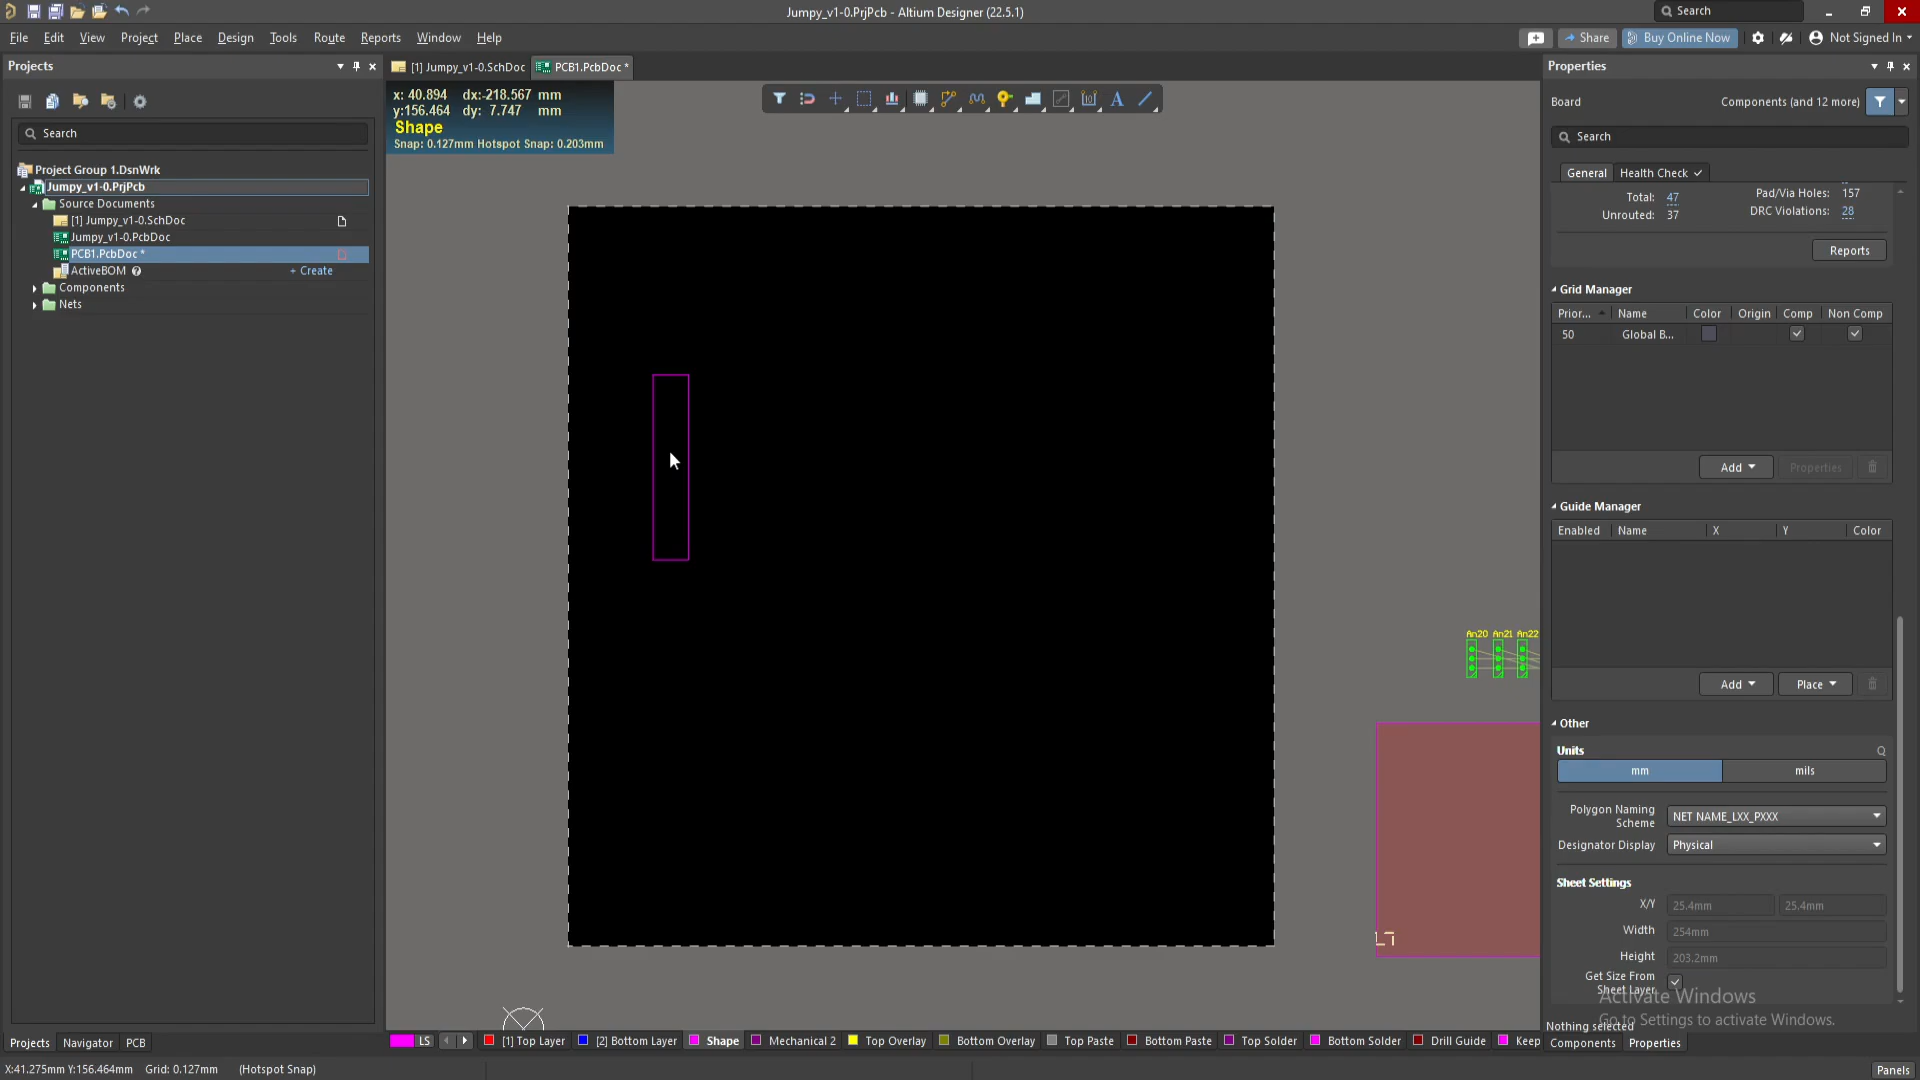 Jumpy_v1-0.PrjPcb - Altium Designer (22.5.1)
Search
File Edit View Project Place Design Tools Route Reports Window Help
Share
Buy Online Now
Not Signed In
Projects
[1] Jumpy_v1-0.SchDoc
PCB1.PcbDoc *
Properties
x: 40.894 dx:-218.567 mm
y:156.464 dy: 7.747 mm
Shape
Snap: 0.127mm Hotspot Snap: 0.203mm
Board
Components (and 12 more)
Search
Search
General
Health Check
Project Group 1.DsnWrk
Jumpy_v1-0.PrjPcb
Source Documents
[1] Jumpy_v1-0.SchDoc
Jumpy_v1-0.PcbDoc
PCB1.PcbDoc *
ActiveBOM
+ Create
Components
Nets
Total: 47
Pad/Via Holes: 157
Unrouted: 37
DRC Violations: 28
Reports
Grid Manager
Prior... Name Color Origin Comp Non Comp
50 Global B...
Add
Properties
Guide Manager
Enabled Name X Y Color
An20 An21 An22
Add
Place
Other
Units
mm
mils
Polygon Naming
Scheme
NET NAME_LXX_PXXX
Designator Display
Physical
Sheet Settings
X/Y
25.4mm
25.4mm
Width
254mm
Height
203.2mm
Get Size From
Sheet Layer
Activate Windows
Go to Settings to activate Windows.
Nothing selected
Projects Navigator PCB
LS
[1] Top Layer
[2] Bottom Layer
Shape
Mechanical 2
Top Overlay
Bottom Overlay
Top Paste
Bottom Paste
Top Solder
Bottom Solder
Drill Guide
Keep
Components
Properties
X:41.275mm Y:156.464mm Grid: 0.127mm (Hotspot Snap)
Panels